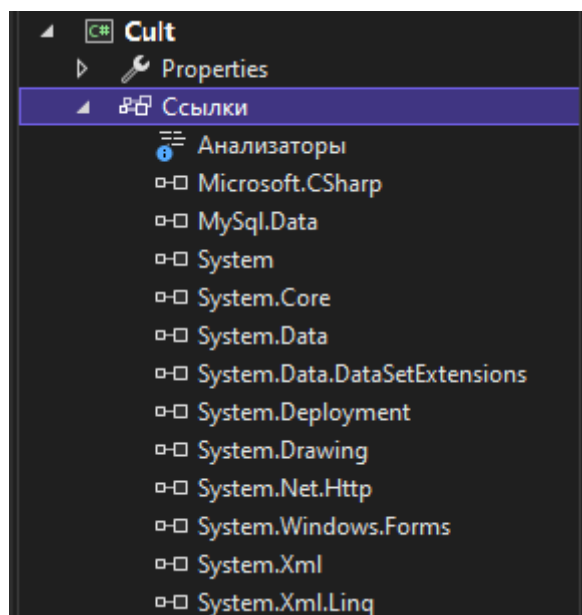 C# Cult
Properties
Ссылки
Анализаторы
Microsoft.CSharp
MySql.Data
System
System.Core
System.Data
System.Data.DataSetExtensions
System.Deployment
System.Drawing
System.Net.Http
System.Windows.Forms
System.Xml
System.Xml.Linq